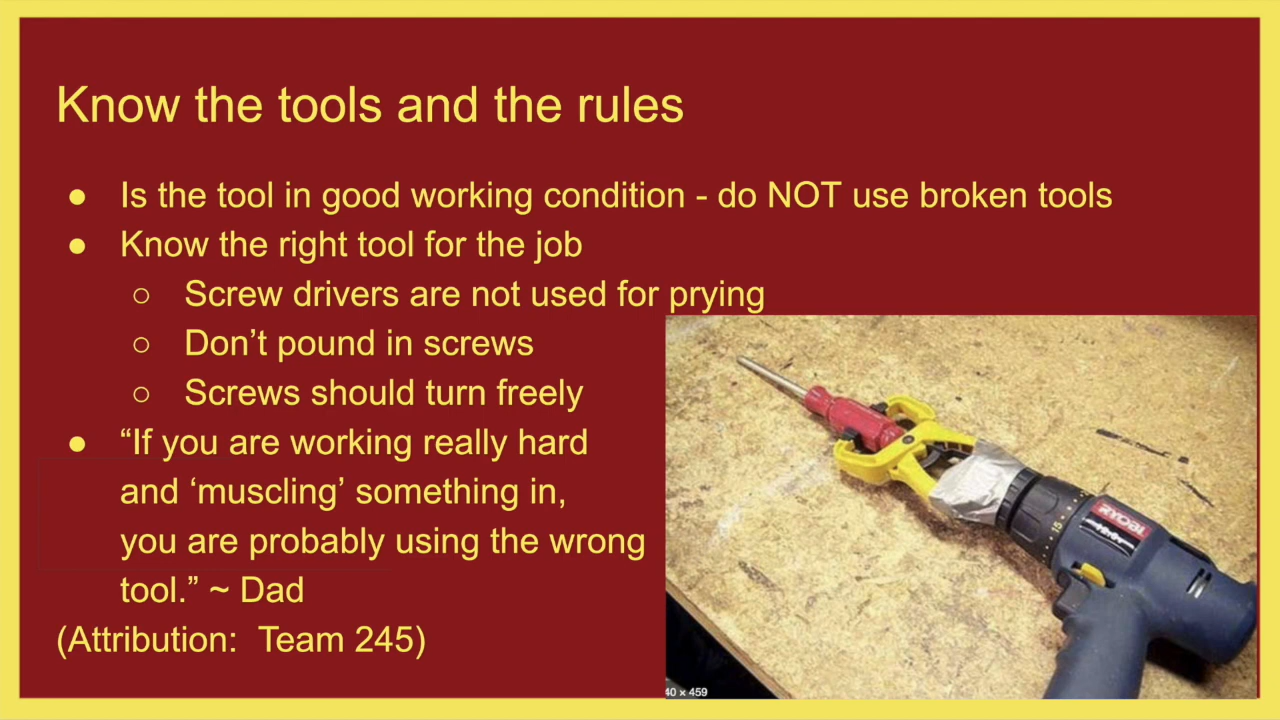 Know the tools and the rules
● Is the tool in good working condition - do NOT use broken tools
● Know the right tool for the job
○ Screw drivers are not used for prying
○ Don’t pound in screws
○ Screws should turn freely
● “If you are working really hard
and ‘muscling’ something in,
you are probably using the wrong
tool.” ~ Dad
(Attribution:  Team 245)
15
RYOBI
40 × 459